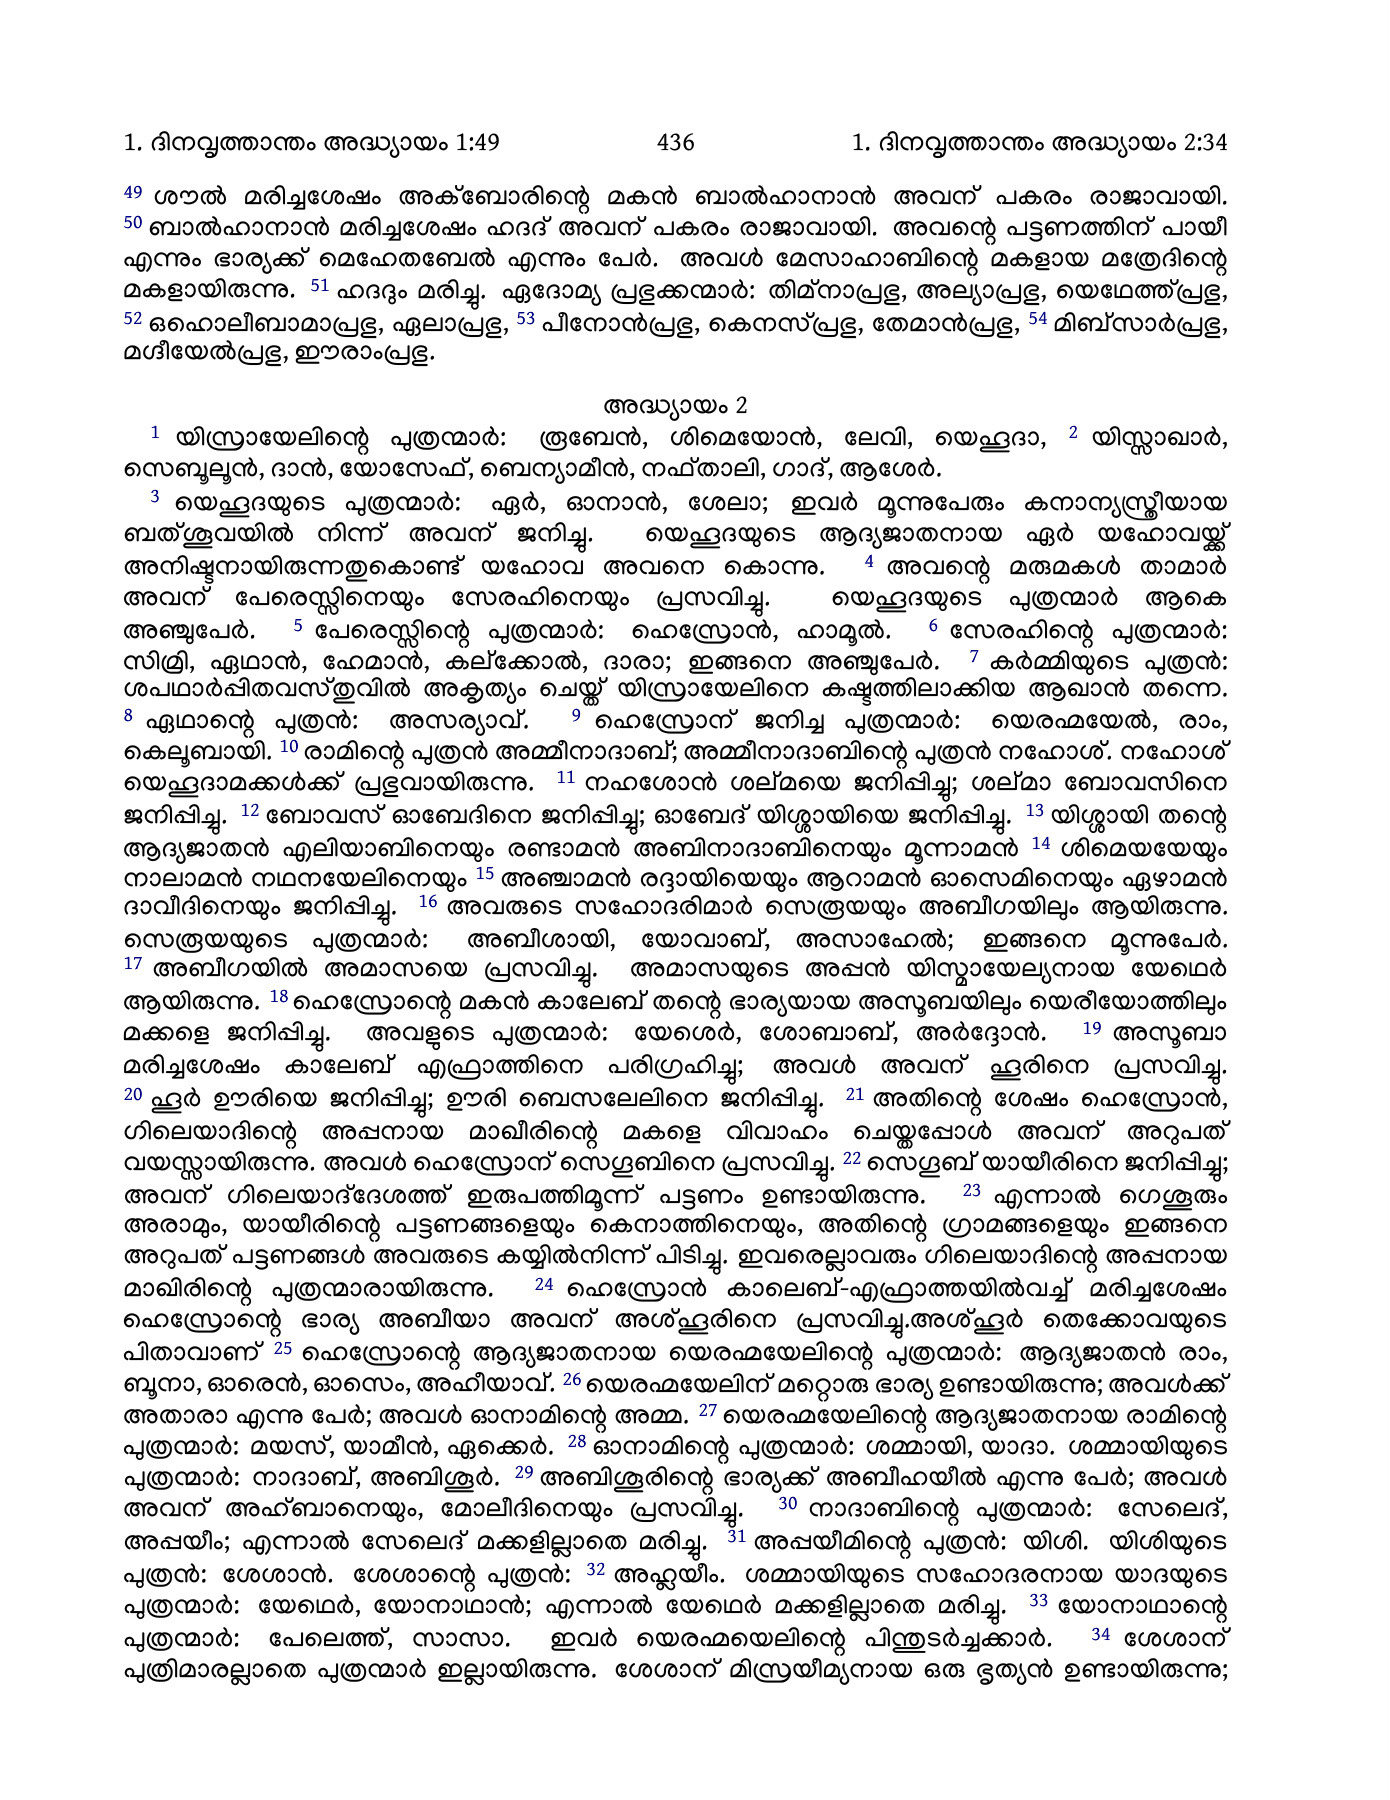 1. ദിനവൃത്താന്തം അദ്ധ്യായം 1:49 436 1. ദിനവൃത്താന്തം അദ്ധ്യായം 2:34
49 ശൗൽ മരിച്ചശേഷം അക്ബോരിന്റെ മകൻ ബാൽഹാനാൻ അവന് പകരം രാജാവായി.
50 ബാൽഹാനാൻ മരിച്ചശേഷം ഹദദ് അവന് പകരം രാജാവായി. അവന്റെ പട്ടണത്തിന് പായീ
എന്നും ഭാര്യക്ക് മെഹേതബേൽ എന്നും പേർ. അവൾ മേസാഹാബിന്റെ മകളായ മത്രേദിന്റെ
മകളായിരുന്നു. 51 ഹദദും മരിച്ചു. ഏദോമ്യ പ്രഭുക്കന്മാർ: തിമ്നാപ്രഭു, അല്യാപ്രഭു, യെഥേത്ത്പ്രഭു,
52 ഒഹൊലീബാമാപ്രഭു, ഏലാപ്രഭു, 53 പീനോൻപ്രഭു, കെനസ്പ്രഭു, തേമാൻപ്രഭു, 54 മിബ്സാർപ്രഭു,
മഗ്ദീയേൽപ്രഭു, ഈരാംപ്രഭു.
അദ്ധ്യായം 2
1 യിസ്രായേലിന്റെ പുത്രന്മാർ: രൂബേൻ, ശിമെയോൻ, ലേവി, യെഹൂദാ, 2 യിസ്സാഖാർ,
സെബൂലൂൻ, ദാൻ, യോസേഫ്, ബെന്യാമീൻ, നഫ്താലി, ഗാദ്, ആശേർ.
3 യെഹൂദയുടെ പുത്രന്മാർ: ഏർ, ഓനാൻ, ശേലാ; ഇവർ മൂന്നുപേരും കനാന്യസ്ത്രീയായ
ബത്ശൂവയിൽ നിന്ന് അവന് ജനിച്ചു. യെഹൂദയുടെ ആദ്യജാതനായ ഏർ യഹോവയ്ക്ക്
അനിഷ്ടനായിരുന്നതുകൊണ്ട് യഹോവ അവനെ കൊന്നു. 4 അവന്റെ മരുമകൾ താമാർ
അവന് പേരെസ്സിനെയും സേരഹിനെയും പ്രസവിച്ചു. യെഹൂദയുടെ പുത്രന്മാർ ആകെ
അഞ്ചുപേർ. 5 പേരെസ്സിന്റെ പുത്രന്മാർ: ഹെസ്രോൻ, ഹാമൂൽ. 6 സേരഹിന്റെ പുത്രന്മാർ:
സിമ്രി, ഏഥാൻ, ഹേമാൻ, കല്ക്കോൽ, ദാരാ; ഇങ്ങനെ അഞ്ചുപേർ. 7 കർമ്മിയുടെ പുത്രൻ:
ശപഥാർപ്പിതവസ്തുവിൽ അകൃത്യം ചെയ്ത് യിസ്രായേലിനെ കഷ്ടത്തിലാക്കിയ ആഖാൻ തന്നെ.
8 ഏഥാന്റെ പുത്രൻ: അസര്യാവ്. 9 ഹെസ്രോന് ജനിച്ച പുത്രന്മാർ: യെരഹ്മയേൽ, രാം,
കെലൂബായി. 10 രാമിന്റെ പുത്രൻ അമ്മീനാദാബ്; അമ്മീനാദാബിന്റെ പുത്രൻ നഹോശ്. നഹോശ്
യെഹൂദാമക്കൾക്ക് പ്രഭുവായിരുന്നു. 11 നഹശോൻ ശല്മയെ ജനിപ്പിച്ചു; ശല്മാ ബോവസിനെ
ജനിപ്പിച്ചു. 12 ബോവസ് ഓബേദിനെ ജനിപ്പിച്ചു; ഓബേദ് യിശ്ശായിയെ ജനിപ്പിച്ചു. 13 യിശ്ശായി തന്റെ
ആദ്യജാതൻ എലിയാബിനെയും രണ്ടാമൻ അബിനാദാബിനെയും മൂന്നാമൻ 14 ശിമെയയേയും
നാലാമൻ നഥനയേലിനെയും 15 അഞ്ചാമൻ രദ്ദായിയെയും ആറാമൻ ഓസെമിനെയും ഏഴാമൻ
ദാവീദിനെയും ജനിപ്പിച്ചു. 16 അവരുടെ സഹോദരിമാർ സെരൂയയും അബീഗയിലും ആയിരുന്നു.
സെരൂയയുടെ പുത്രന്മാർ: അബീശായി, യോവാബ്, അസാഹേൽ; ഇങ്ങനെ മൂന്നുപേർ.
17 അബീഗയിൽ അമാസയെ പ്രസവിച്ചു. അമാസയുടെ അപ്പൻ യിസ്മായേല്യനായ യേഥെർ
ആയിരുന്നു. 18 ഹെസ്രോന്റെ മകൻ കാലേബ് തന്റെ ഭാര്യയായ അസൂബയിലും യെരീയോത്തിലും
മക്കളെ ജനിപ്പിച്ചു. അവളുടെ പുത്രന്മാർ: യേശെർ, ശോബാബ്, അർദ്ദോൻ. 19 അസൂബാ
മരിച്ചശേഷം കാലേബ് എഫ്രാത്തിനെ പരിഗ്രഹിച്ചു; അവൾ അവന് ഹൂരിനെ പ്രസവിച്ചു.
20 ഹൂർ ഊരിയെ ജനിപ്പിച്ചു; ഊരി ബെസലേലിനെ ജനിപ്പിച്ചു. 21 അതിന്റെ ശേഷം ഹെസ്രോൻ,
ഗിലെയാദിന്റെ അപ്പനായ മാഖീരിന്റെ മകളെ വിവാഹം ചെയ്തപ്പോൾ അവന് അറുപത്
വയസ്സായിരുന്നു. അവൾ ഹെസ്രോന് സെഗൂബിനെ പ്രസവിച്ചു. 22 സെഗൂബ് യായീരിനെ ജനിപ്പിച്ചു;
അവന് ഗിലെയാദ്ദേശത്ത് ഇരുപത്തിമൂന്ന് പട്ടണം ഉണ്ടായിരുന്നു. 23 എന്നാൽ ഗെശൂരും
അരാമും, യായീരിന്റെ പട്ടണങ്ങളെയും കെനാത്തിനെയും, അതിന്റെ ഗ്രാമങ്ങളെയും ഇങ്ങനെ
അറുപത് പട്ടണങ്ങൾ അവരുടെ കയ്യിൽനിന്ന് പിടിച്ചു. ഇവരെല്ലാവരും ഗിലെയാദിന്റെ അപ്പനായ
മാഖിരിന്റെ പുത്രന്മാരായിരുന്നു. 24 ഹെസ്രോൻ കാലെബ്-എഫ്രാത്തയിൽവച്ച് മരിച്ചശേഷം
ഹെസ്രോന്റെ ഭാര്യ അബീയാ അവന് അശ്ഹൂരിനെ പ്രസവിച്ചു.അശ്ഹൂർ തെക്കോവയുടെ
പിതാവാണ് 25 ഹെസ്രോന്റെ ആദ്യജാതനായ യെരഹ്മയേലിന്റെ പുത്രന്മാർ: ആദ്യജാതൻ രാം,
ബൂനാ, ഓരെൻ, ഓസെം, അഹീയാവ്. 26 യെരഹ്മയേലിന് മറ്റൊരു ഭാര്യ ഉണ്ടായിരുന്നു; അവൾക്ക്
അതാരാ എന്നു പേർ; അവൾ ഓനാമിന്റെ അമ്മ. 27 യെരഹ്മയേലിന്റെ ആദ്യജാതനായ രാമിന്റെ
പുത്രന്മാർ: മയസ്, യാമീൻ, ഏക്കെർ. 28 ഓനാമിന്റെ പുത്രന്മാർ: ശമ്മായി, യാദാ. ശമ്മായിയുടെ
പുത്രന്മാർ: നാദാബ്, അബിശൂർ. 29 അബിശൂരിന്റെ ഭാര്യക്ക് അബീഹയീൽ എന്നു പേർ; അവൾ
അവന് അഹ്ബാനെയും, മോലീദിനെയും പ്രസവിച്ചു. 30 നാദാബിന്റെ പുത്രന്മാർ: സേലെദ്,
അപ്പയീം; എന്നാൽ സേലെദ് മക്കളില്ലാതെ മരിച്ചു. 31 അപ്പയീമിന്റെ പുത്രൻ: യിശി. യിശിയുടെ
പുത്രൻ: ശേശാൻ. ശേശാന്റെ പുത്രൻ: 32 അഹ്ലയീം. ശമ്മായിയുടെ സഹോദരനായ യാദയുടെ
പുത്രന്മാർ: യേഥെർ, യോനാഥാൻ; എന്നാൽ യേഥെർ മക്കളില്ലാതെ മരിച്ചു. 33 യോനാഥാന്റെ
പുത്രന്മാർ: പേലെത്ത്, സാസാ. ഇവർ യെരഹ്മയെലിന്റെ പിന്തുടർച്ചക്കാർ. 34 ശേശാന്
പുത്രിമാരല്ലാതെ പുത്രന്മാർ ഇല്ലായിരുന്നു. ശേശാന് മിസ്രയീമ്യനായ ഒരു ഭൃത്യൻ ഉണ്ടായിരുന്നു;